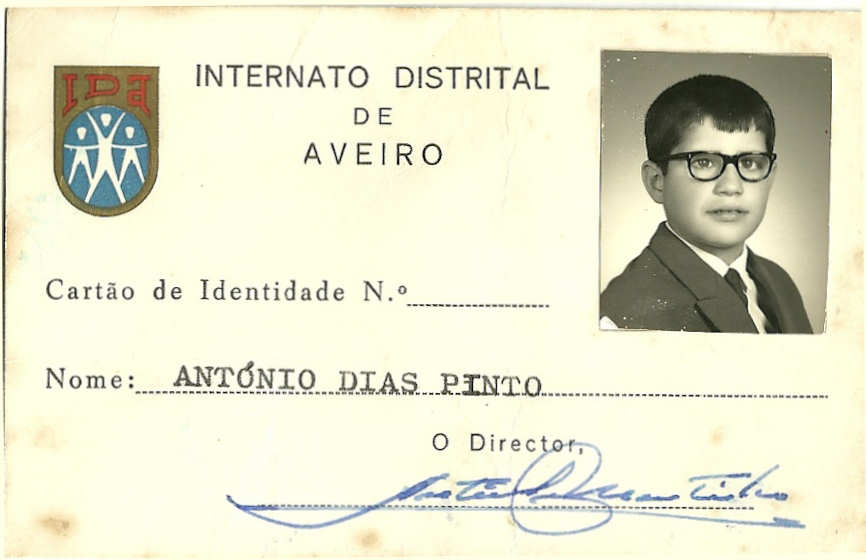 IDA
INTERNATO DISTRITAL
DE
AVEIRO
Cartão de Identidade N.º
Nome: ANTÓNIO DIAS PINTO
O Director,